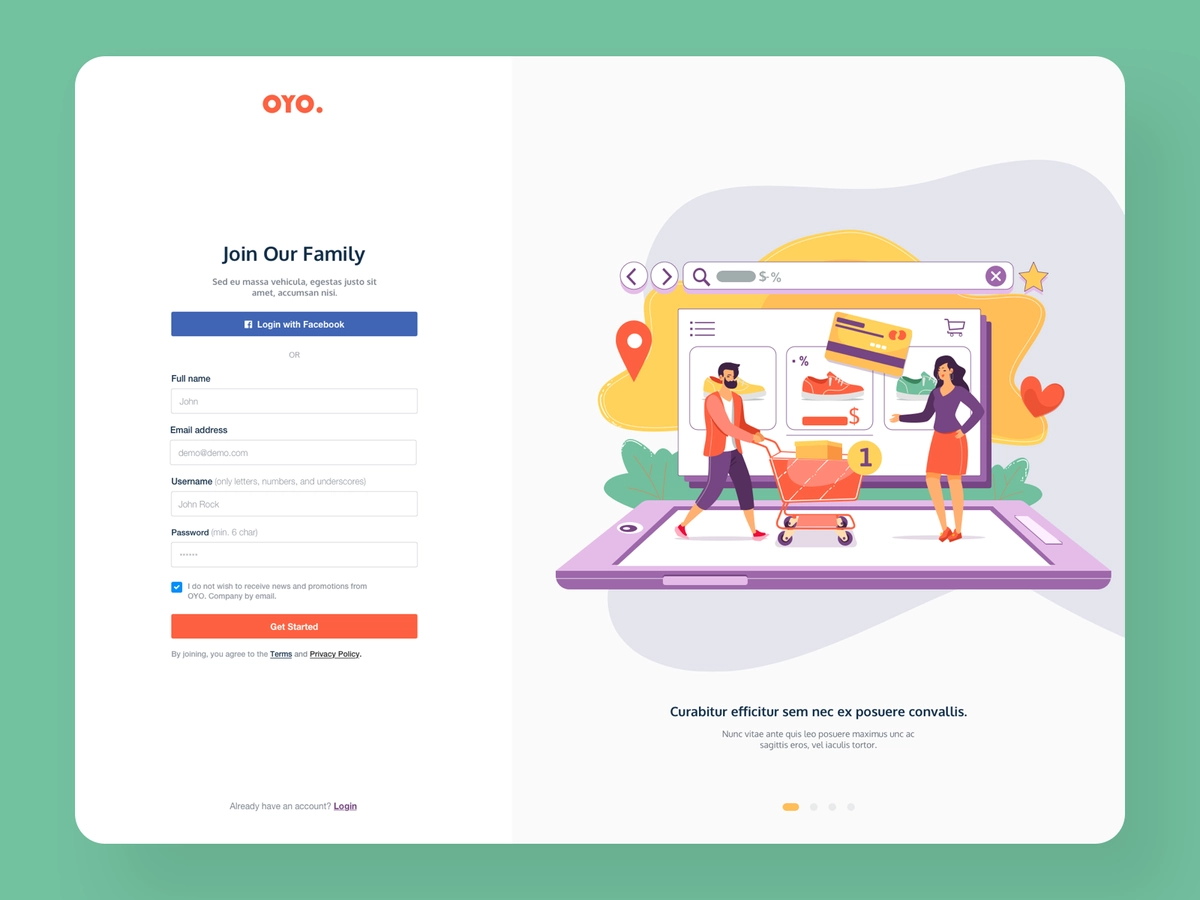 OYO.
Join Our Family
Sed eu massa vehicula, egestas justo sit
amet, accumsan nisi.
Login with Facebook
OR
Full name
John
Email address
demo@demo.com
Username (only letters, numbers, and underscores)
John Rock
Password (min. 6 char)
••••••
I do not wish to receive news and promotions from
OYO. Company by email.
Get Started
By joining, you agree to the Terms and Privacy Policy.
Already have an account? Login
$-%
• %
$
1
Curabitur efficitur sem nec ex posuere convallis.
Nunc vitae ante quis leo posuere maximus unc ac
sagittis eros, vel iaculis tortor.